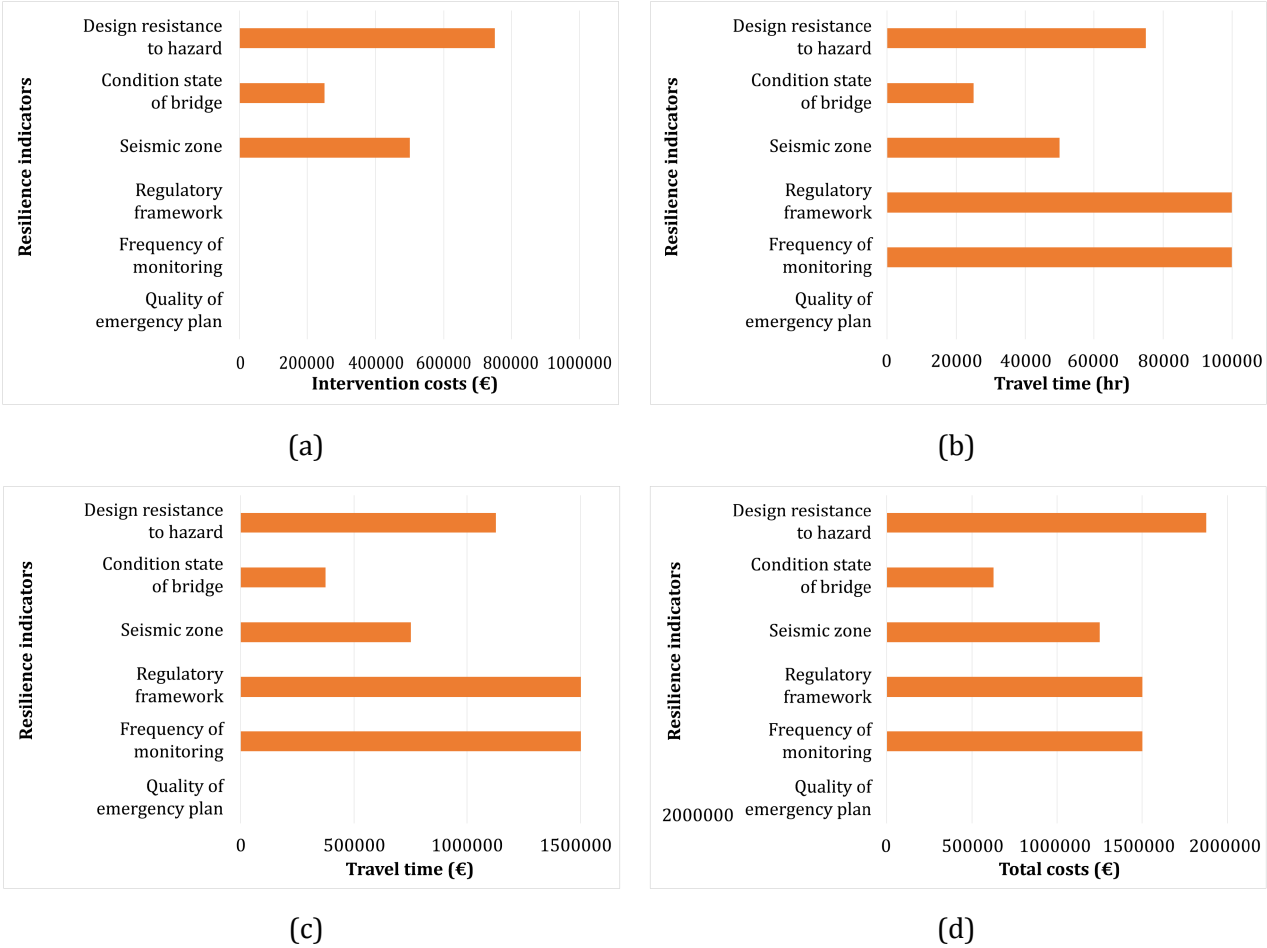 Resilience indicators
Design resistance
to hazard
Condition state
of bridge
Seismic zone
Regulatory
framework
Frequency of
monitoring
Quality of
emergency plan
0 200000 400000 600000 800000 1000000
Intervention costs (€)
(a)
Resilience indicators
Design resistance
to hazard
Condition state
of bridge
Seismic zone
Regulatory
framework
Frequency of
monitoring
Quality of
emergency plan
0 20000 40000 60000 80000 100000
Travel time (hr)
(b)
Resilience indicators
Design resistance
to hazard
Condition state
of bridge
Seismic zone
Regulatory
framework
Frequency of
monitoring
Quality of
emergency plan
0 500000 1000000 1500000
Travel time (€)
(c)
Resilience indicators
Design resistance
to hazard
Condition state
of bridge
Seismic zone
Regulatory
framework
Frequency of
monitoring
Quality of
emergency plan
2000000
0 500000 1000000 1500000 2000000
Total costs (€)
(d)